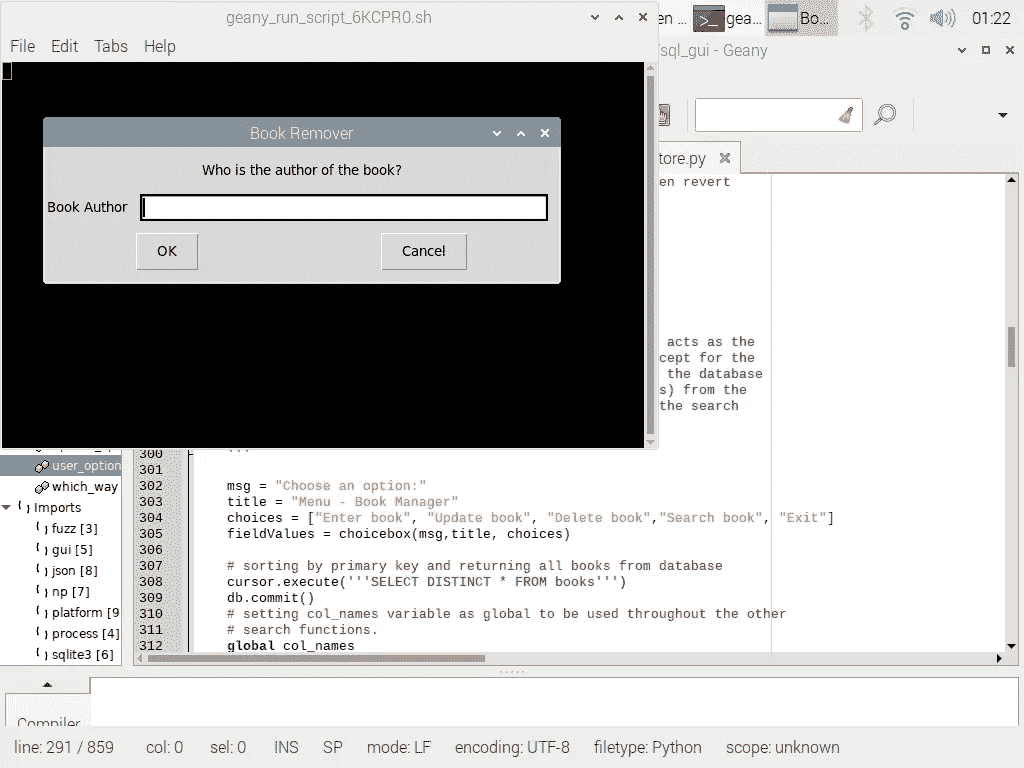 geany_run_script_6KCPR0.sh
en ...
gea...
Bo...
01:22
File Edit Tabs Help
sql_gui - Geany
Book Remover
Who is the author of the book?
Book Author
OK
Cancel
tore.py
en revert
acts as the
cept for the
the database
s) from the
the search
user_option
which_way
Imports
fuzz [3]
gui [5]
json [8]
np [7]
platform [9
process [4]
sqlite3 [6]
300 '''
301
302 msg = "Choose an option:"
303 title = "Menu - Book Manager"
304 choices = ["Enter book", "Update book", "Delete book","Search book", "Exit"]
305 fieldValues = choicebox(msg,title, choices)
306
307 # sorting by primary key and returning all books from database
308 cursor.execute('''SELECT DISTINCT * FROM books''')
309 db.commit()
310 # setting col_names variable as global to be used throughout the other
311 # search functions.
312 global col_names
Compiler
line: 291 / 859 col: 0 sel: 0 INS SP mode: LF encoding: UTF-8 filetype: Python scope: unknown